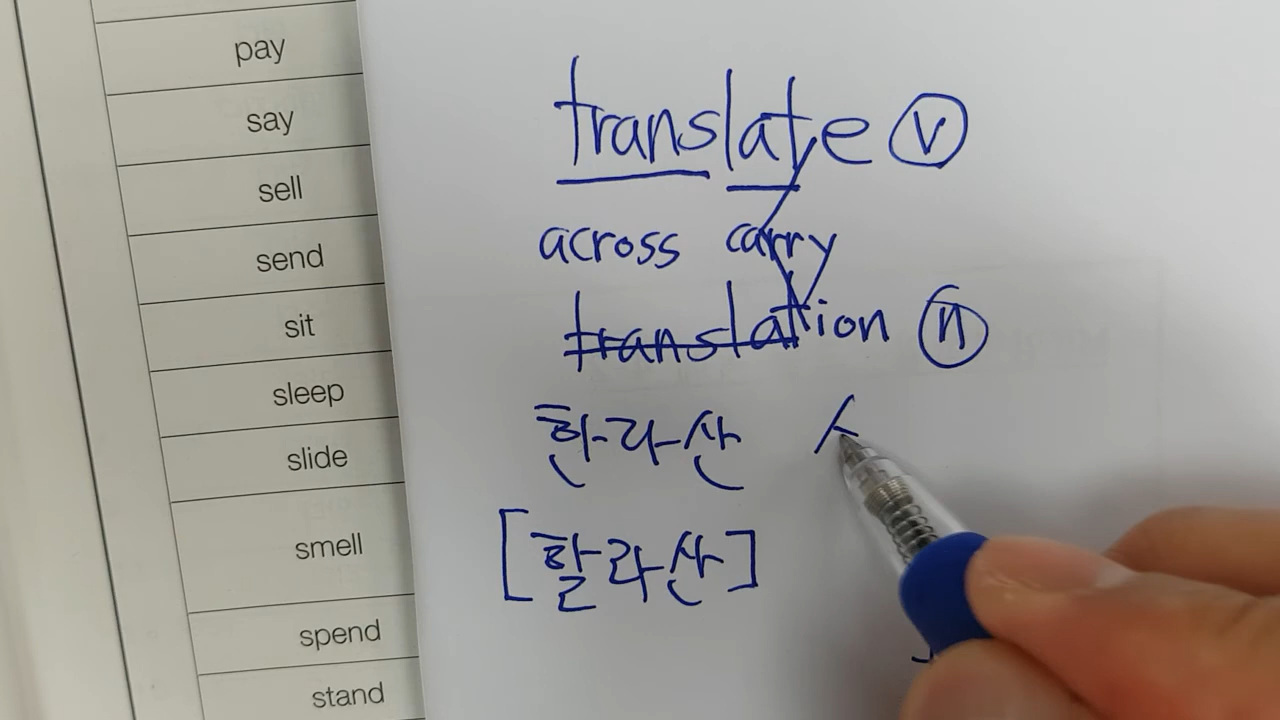 pay
say
sell
send
sit
sleep
slide
smell
spend
stand
translate v
across carry
translation n
한라산 ㅅ
[할라산]